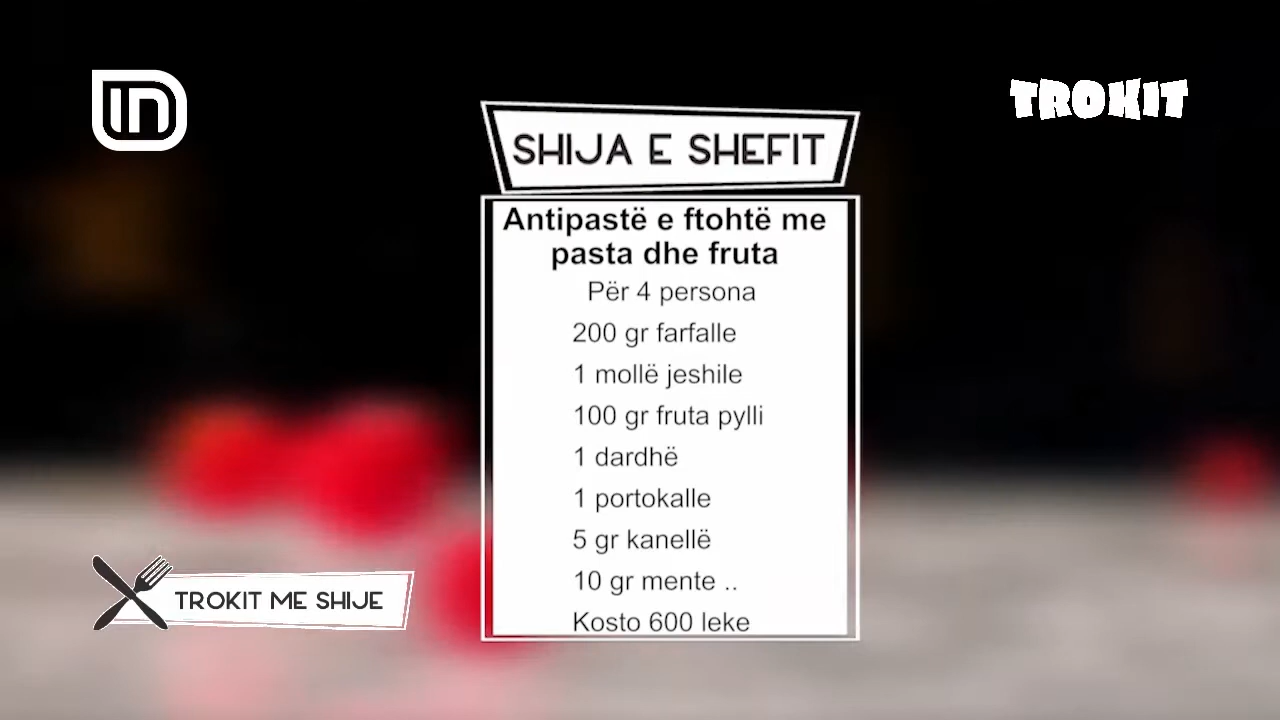 IN
TROKIT
SHIJA E SHEFIT
Antipastë e ftohtë me
pasta dhe fruta
Për 4 persona
200 gr farfalle
1 mollë jeshile
100 gr fruta pylli
1 dardhë
1 portokalle
5 gr kanellë
10 gr mente ..
Kosto 600 leke
TROKIT ME SHIJE